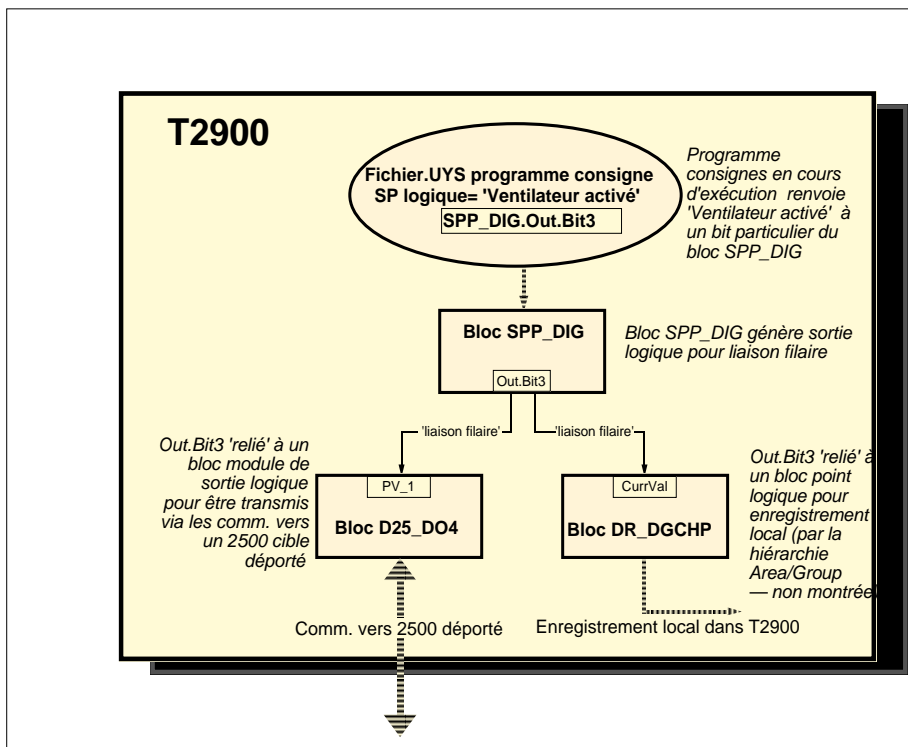 T2900
Fichier.UYS programme consigne
SP logique= 'Ventilateur activé'
SPP_DIG.Out.Bit3
Programme
consignes en cours
d'exécution renvoie
'Ventilateur activé' à
un bit particulier du
bloc SPP_DIG
Bloc SPP_DIG
Out.Bit3
Bloc SPP_DIG génère sortie
logique pour liaison filaire
'liaison filaire'
'liaison filaire'
Out.Bit3 'relié' à un
bloc module de
sortie logique
pour être transmis
via les comm. vers
un 2500 cible
déporté
PV_1
Bloc D25_DO4
CurrVal
Bloc DR_DGCHP
Out.Bit3 'relié' à
un bloc point
logique pour
enregistrement
local (par la
hiérarchie
Area/Group
— non montrée)
Comm. vers 2500 déporté
Enregistrement local dans T2900